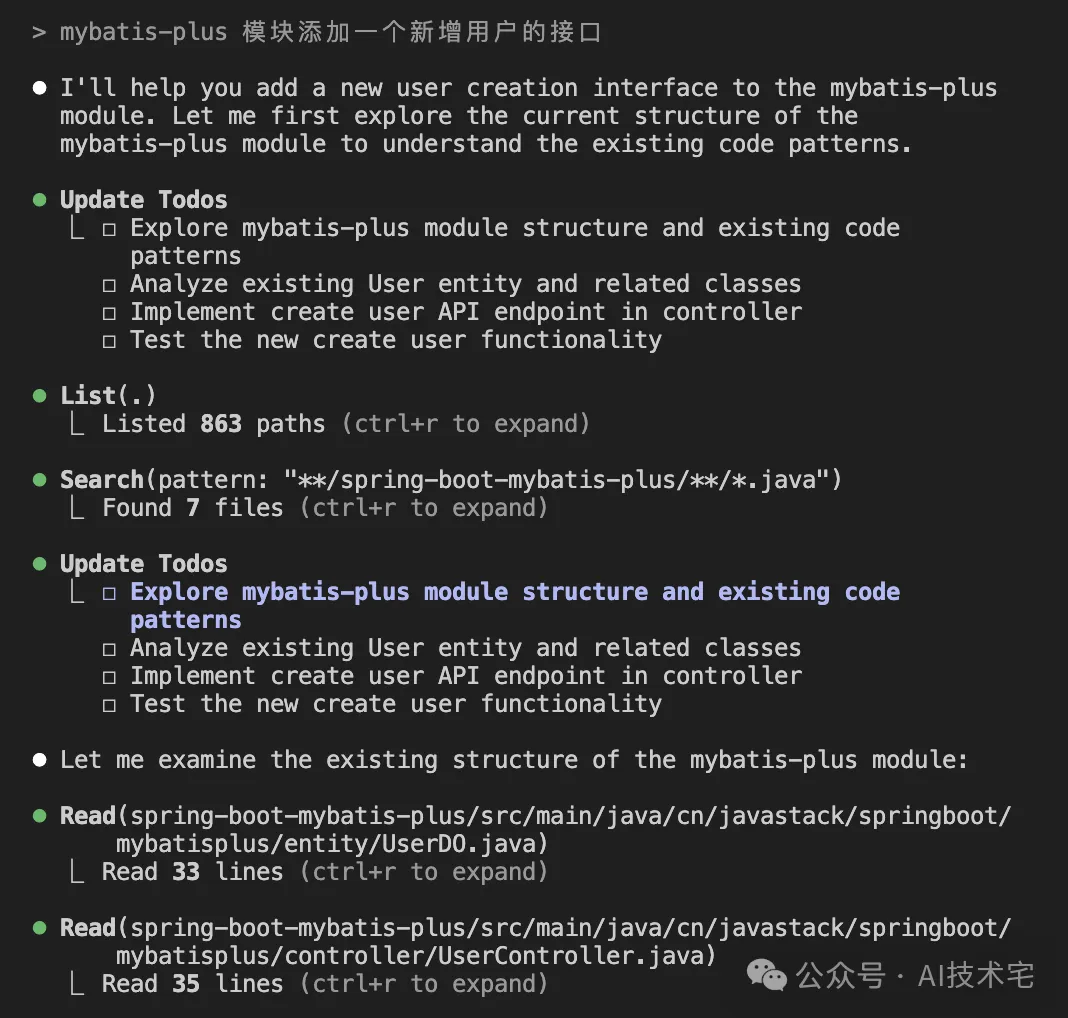 > mybatis-plus 模块添加一个新增用户的接口
● I'll help you add a new user creation interface to the mybatis-plus
module. Let me first explore the current structure of the
mybatis-plus module to understand the existing code patterns.
● Update Todos
⎿ ☐ Explore mybatis-plus module structure and existing code
patterns
☐ Analyze existing User entity and related classes
☐ Implement create user API endpoint in controller
☐ Test the new create user functionality
● List(.)
⎿ Listed 863 paths (ctrl+r to expand)
● Search(pattern: "**/spring-boot-mybatis-plus/**/*.java")
⎿ Found 7 files (ctrl+r to expand)
● Update Todos
⎿ ☐ Explore mybatis-plus module structure and existing code
patterns
☐ Analyze existing User entity and related classes
☐ Implement create user API endpoint in controller
☐ Test the new create user functionality
● Let me examine the existing structure of the mybatis-plus module:
● Read(spring-boot-mybatis-plus/src/main/java/cn/javastack/springboot/
mybatisplus/entity/UserDO.java)
⎿ Read 33 lines (ctrl+r to expand)
● Read(spring-boot-mybatis-plus/src/main/java/cn/javastack/springboot/
mybatisplus/controller/UserController.java)
⎿ Read 35 lines (ctrl+r to expand)
公众号 · AI技术宅